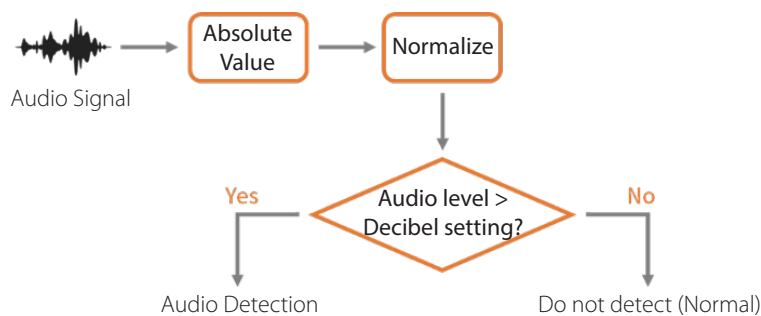 Absolute
Value
Normalize
Audio Signal
Audio level >
Decibel setting?
Yes
No
Audio Detection
Do not detect (Normal)